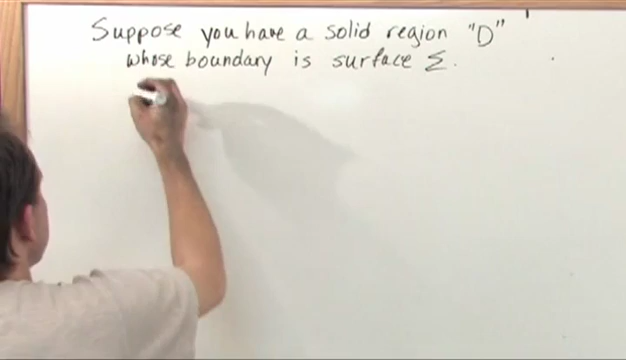 Suppose you have a solid region "D"
whose boundary is surface Σ.